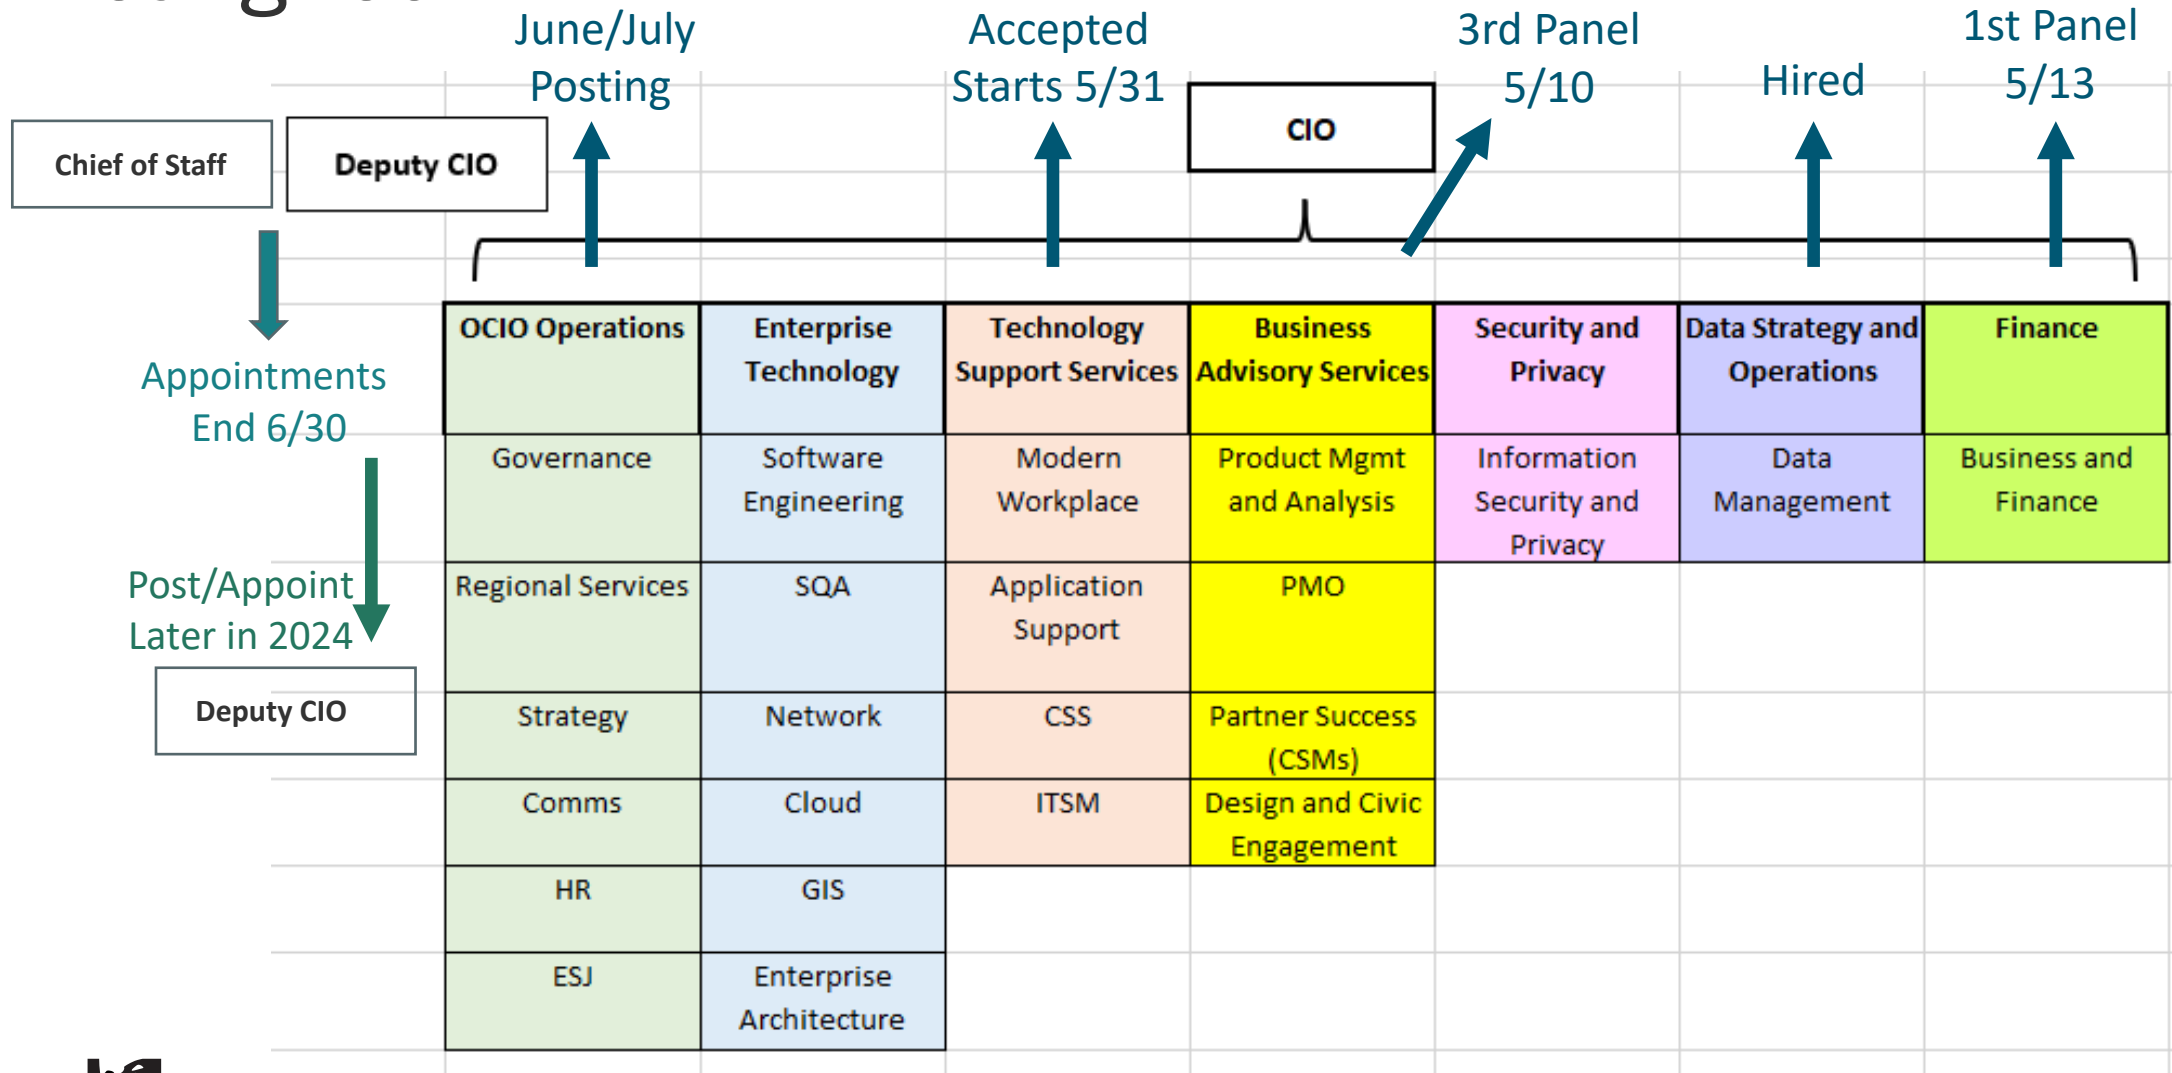 June/July
Posting
Accepted
Starts 5/31
3rd Panel
5/10
Hired
1st Panel
5/13
CIO
Chief of Staff
Deputy CIO
Appointments
End 6/30
Post/Appoint
Later in 2024
Deputy CIO
OCIO Operations
Enterprise
Technology
Technology
Support Services
Business
Advisory Services
Security and
Privacy
Data Strategy and
Operations
Finance
Governance
Software
Engineering
Modern
Workplace
Product Mgmt
and Analysis
Information
Security and
Privacy
Data
Management
Business and
Finance
Regional Services
SQA
Application
Support
PMO
Strategy
Network
CSS
Partner Success
(CSMs)
Comms
Cloud
ITSM
Design and Civic
Engagement
HR
GIS
ESJ
Enterprise
Architecture